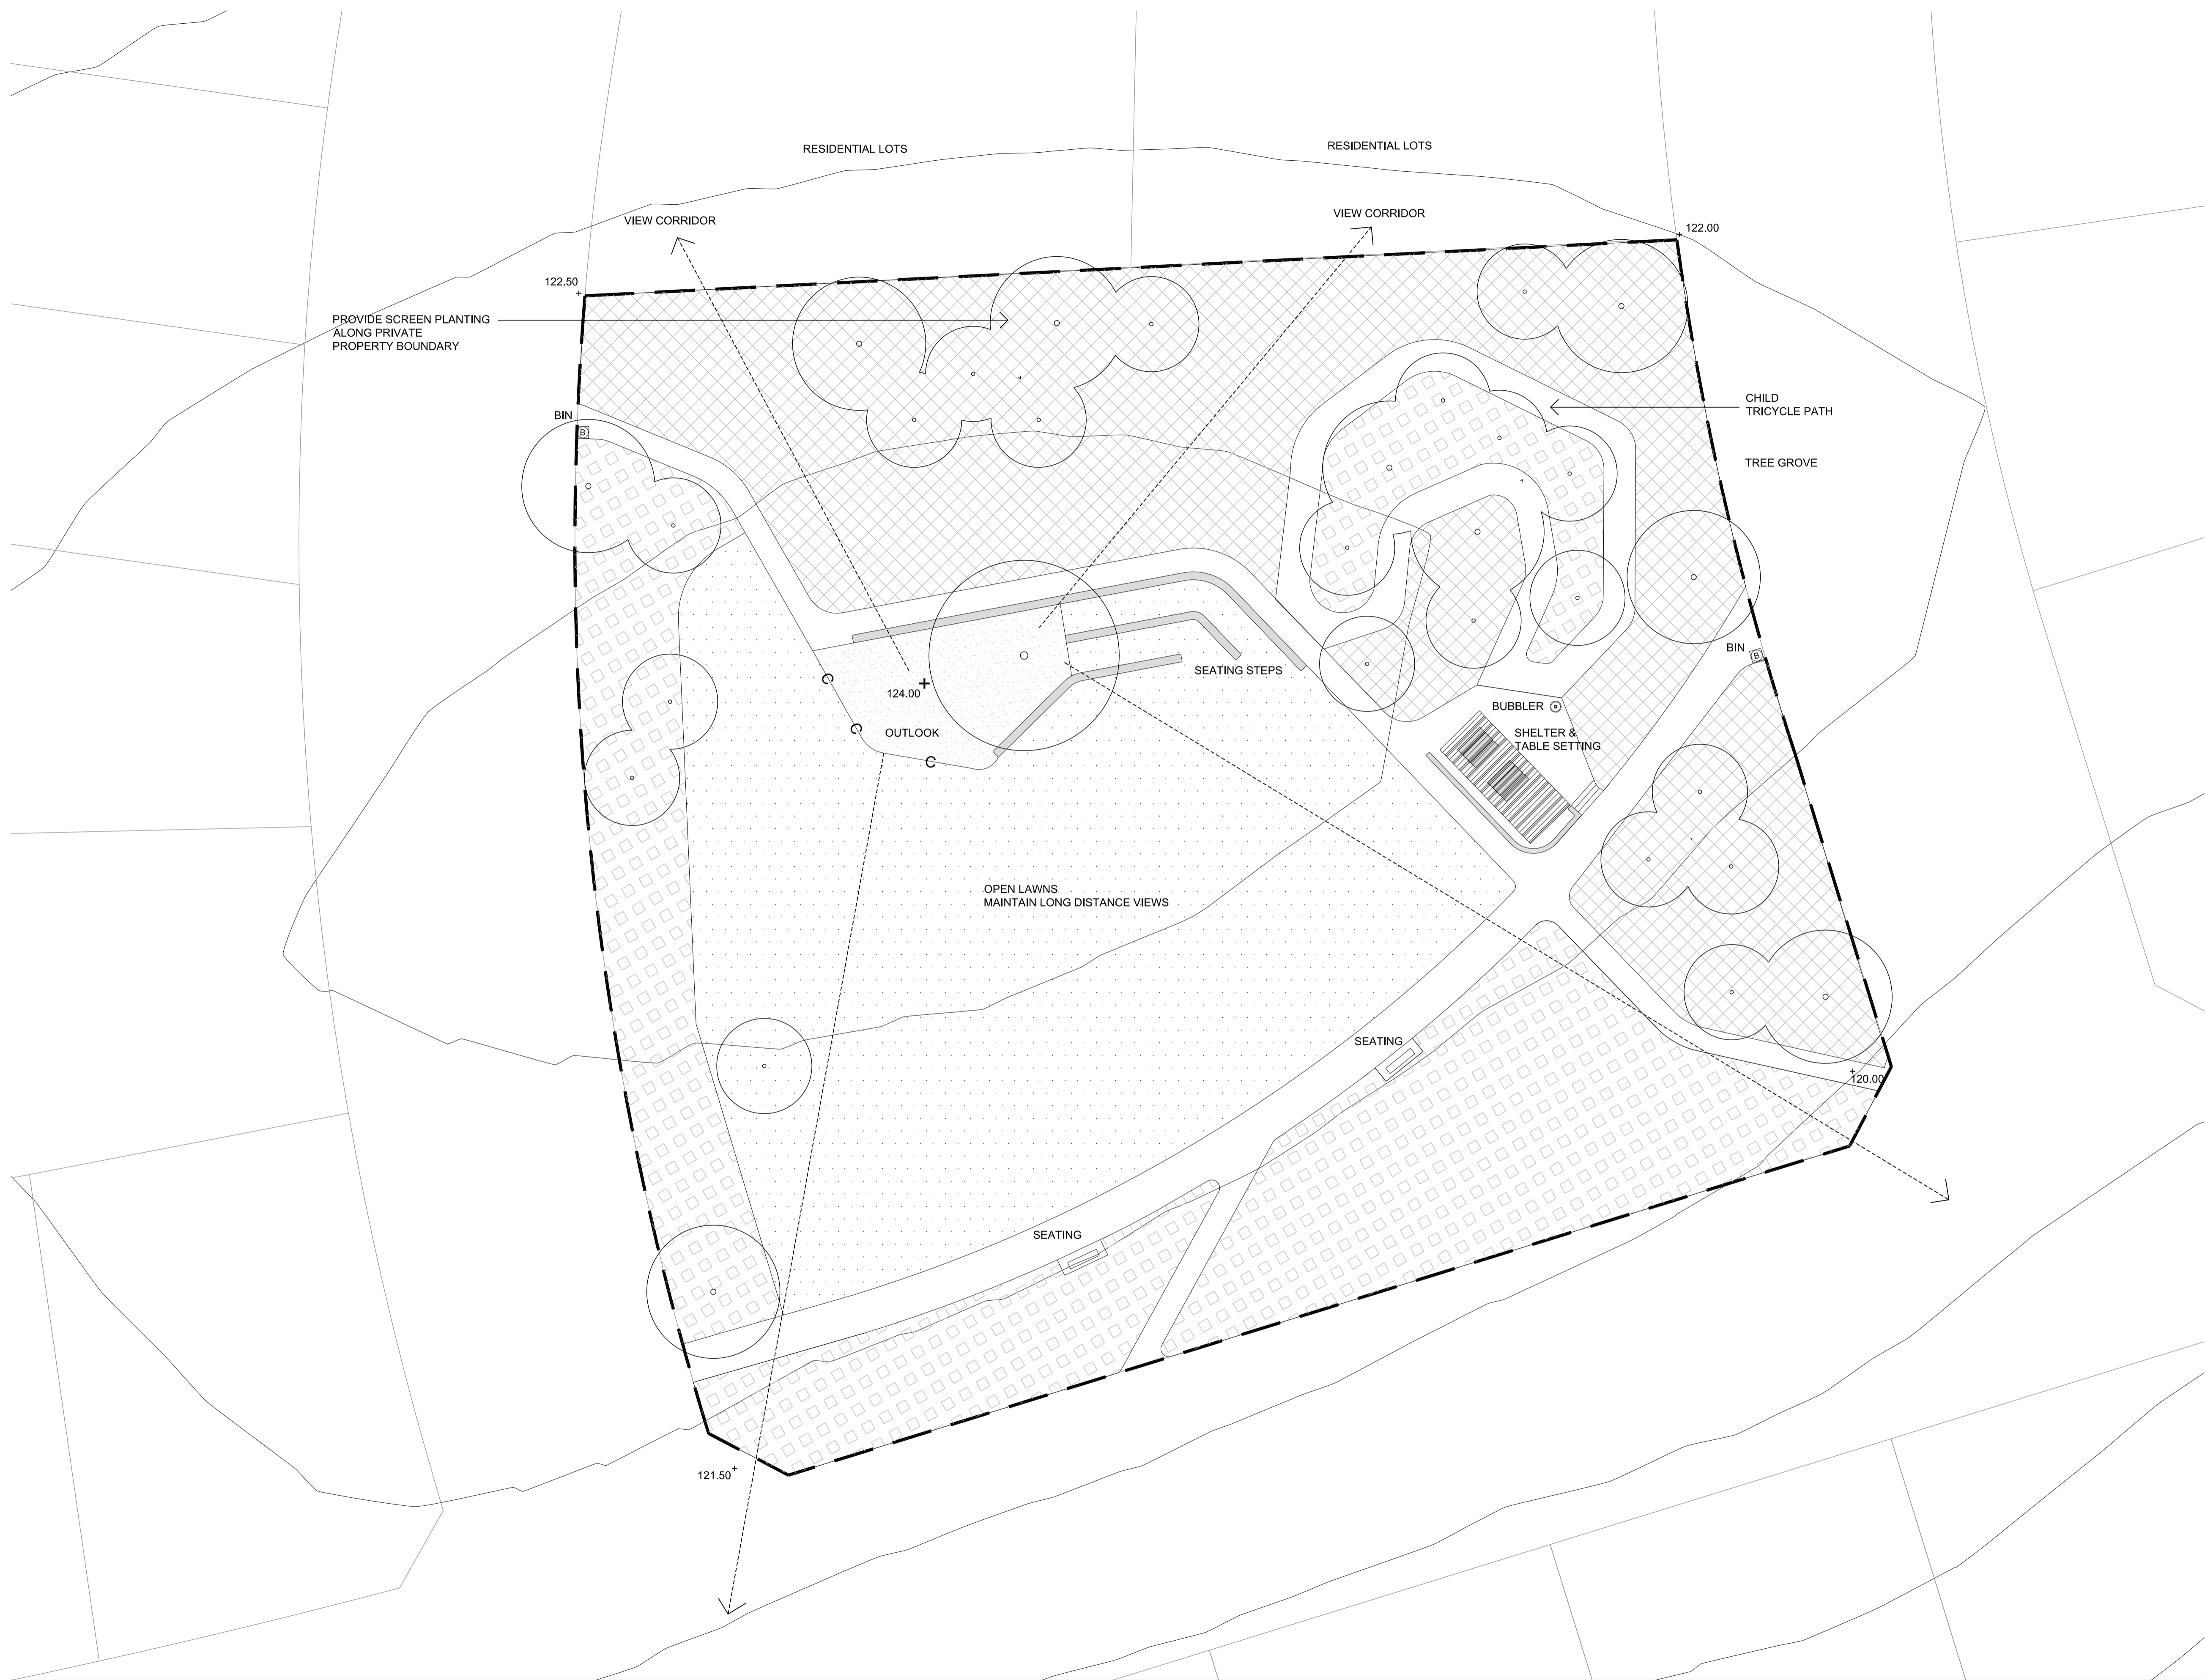 RESIDENTIAL LOTS
RESIDENTIAL LOTS
VIEW CORRIDOR
VIEW CORRIDOR
122.00
122.50
PROVIDE SCREEN PLANTING
ALONG PRIVATE
PROPERTY BOUNDARY
CHILD
TRICYCLE PATH
BIN
B
TREE GROVE
BIN
B
SEATING STEPS
124.00
C
C
C
OUTLOOK
BUBBLER
SHELTER &
TABLE SETTING
OPEN LAWNS
MAINTAIN LONG DISTANCE VIEWS
SEATING
120.00
SEATING
121.50